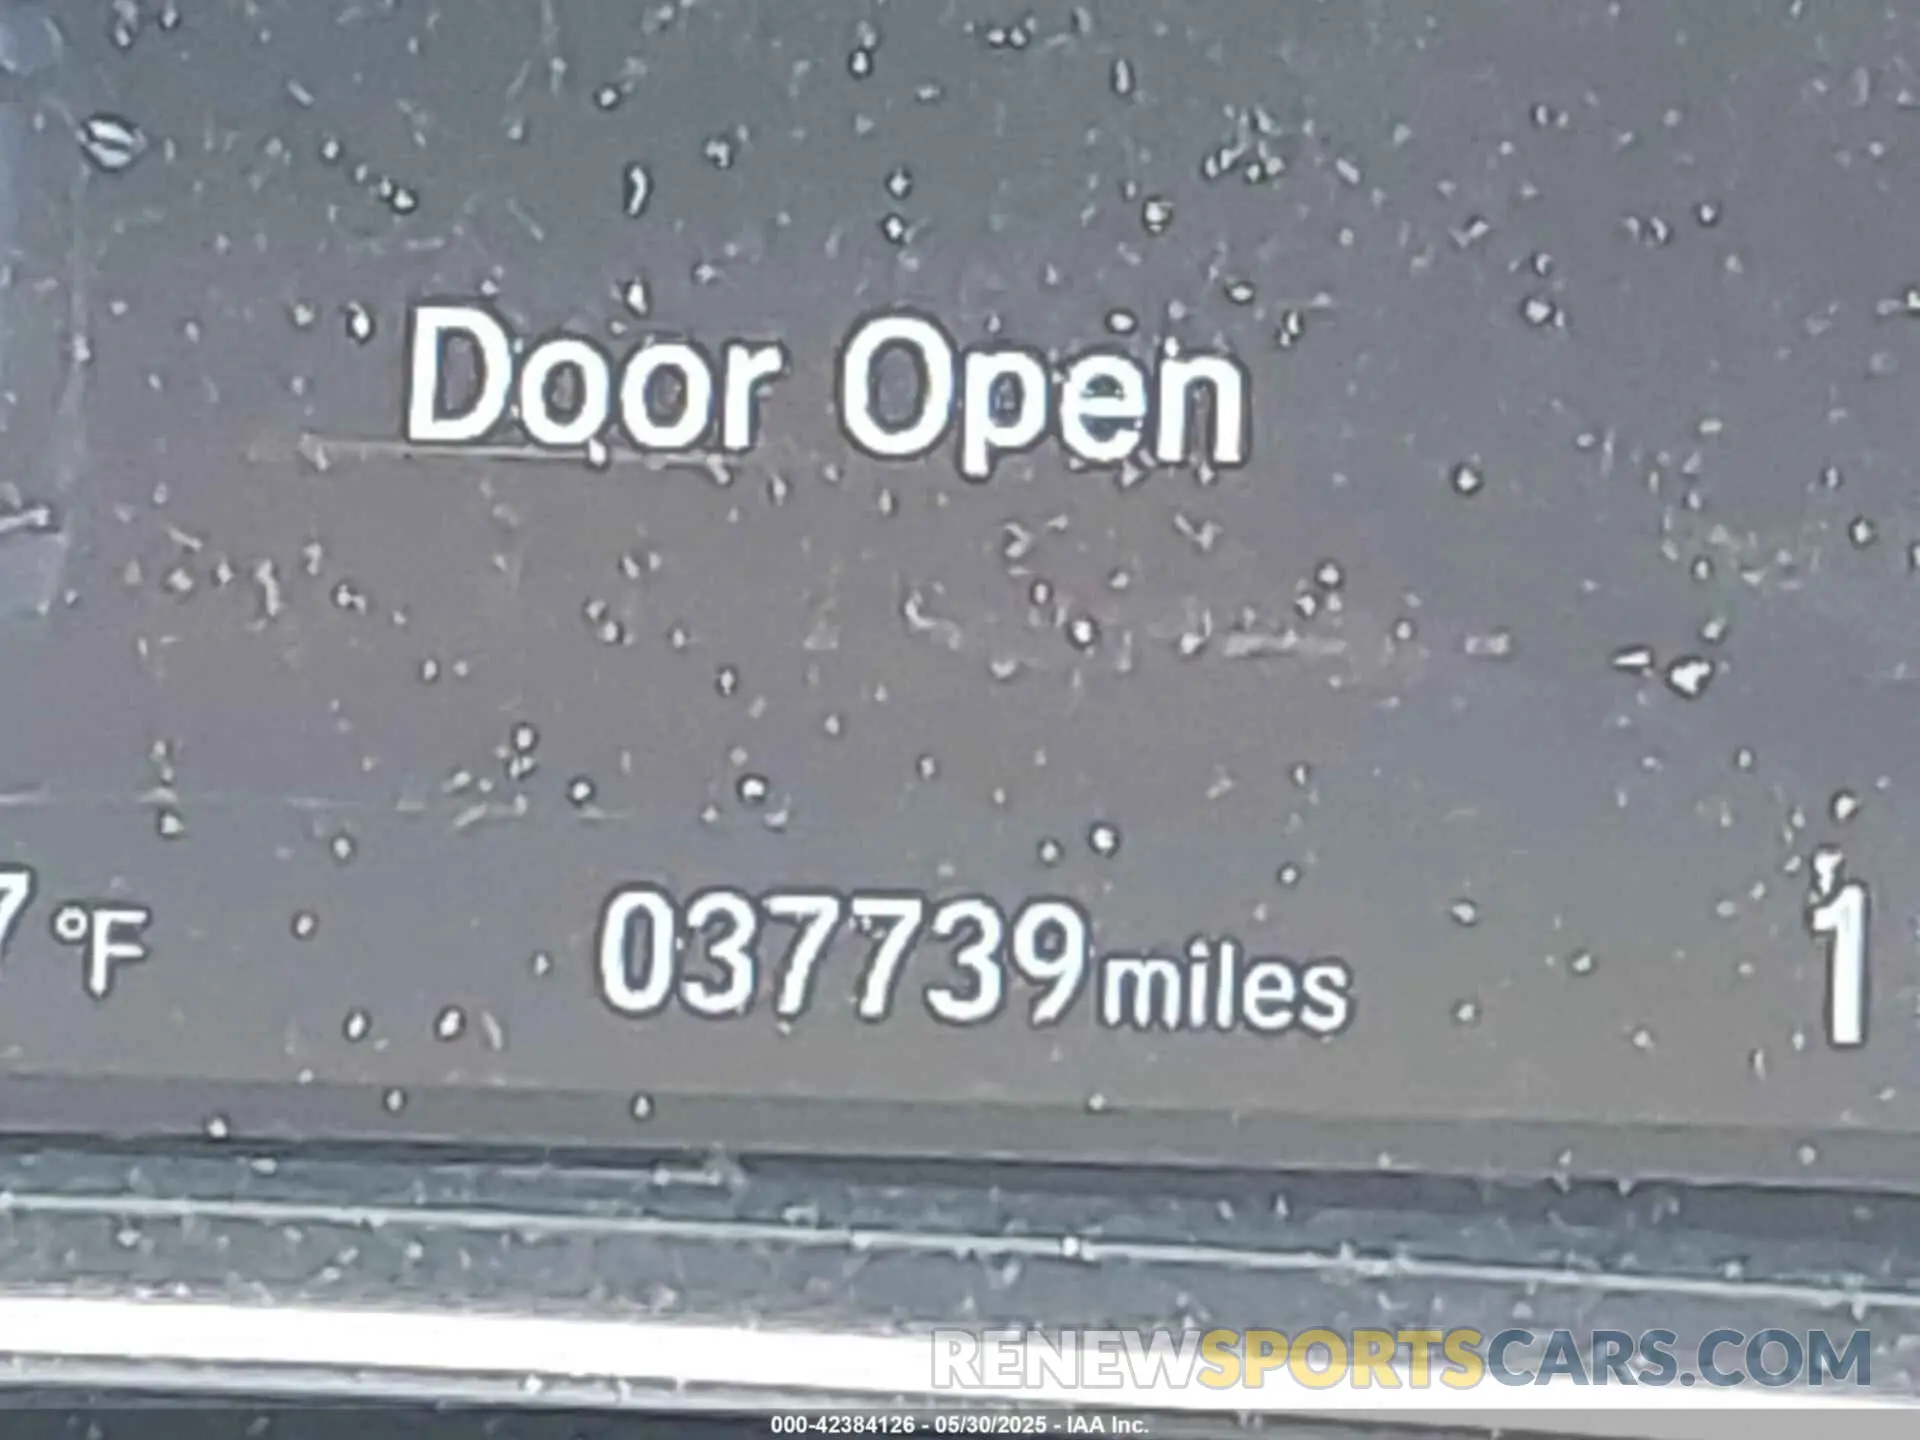 Door Open
7 °F 037739 miles 1
RENEWSPORTSCARS.COM
000-42384126 - 05/30/2025 - IAA Inc.